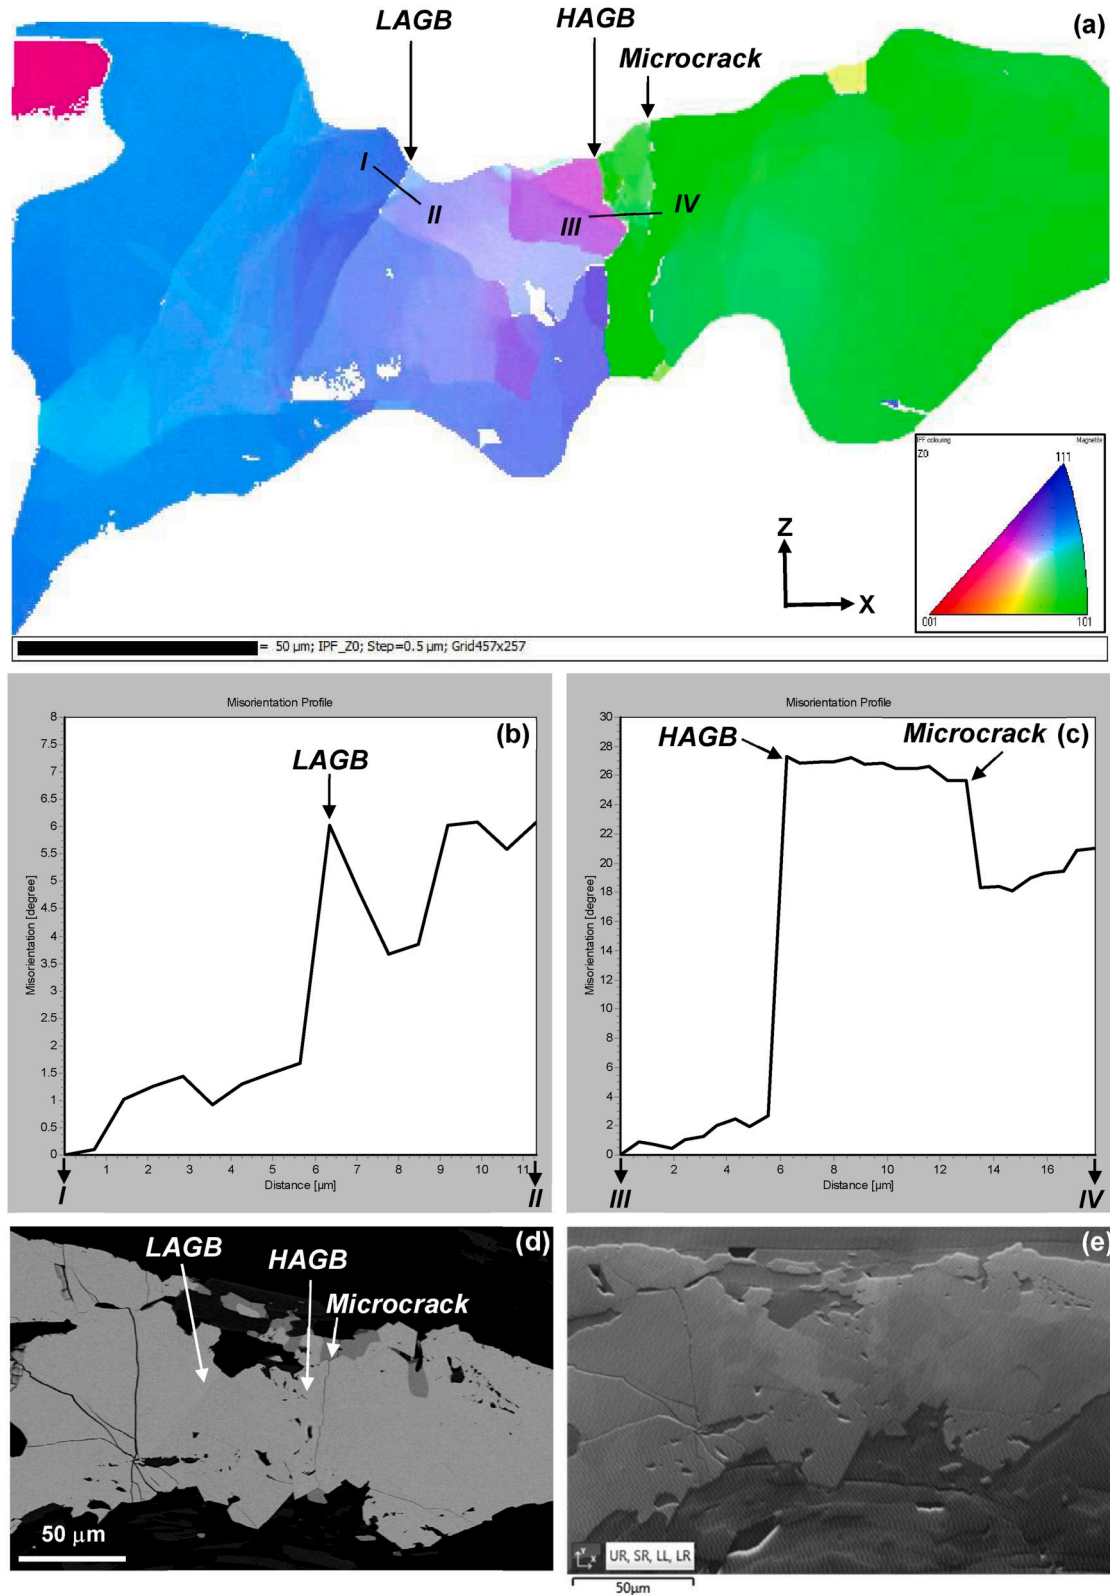 LAGB
HAGB
(a)
Microcrack
I
II
III
IV
IPF colouring
Magnetite
Z0
111
001
101
Z
X
= 50 µm; IPF_Z0; Step=0.5 µm; Grid457x257
Misorientation Profile
(b)
LAGB
8
7.5
7
6.5
6
5.5
5
4.5
4
3.5
3
2.5
2
1.5
1
0.5
0
Misorientation [degree]
1
2
3
4
5
6
7
8
9
10
11
Distance [µm]
I
II
Misorientation Profile
HAGB
Microcrack
(c)
30
28
26
24
22
20
18
16
14
12
10
8
6
4
2
0
Misorientation [degree]
2
4
6
8
10
12
14
16
Distance [µm]
III
IV
(d)
LAGB
HAGB
Microcrack
50 µm
(e)
Y
X
UR, SR, LL, LR
50µm